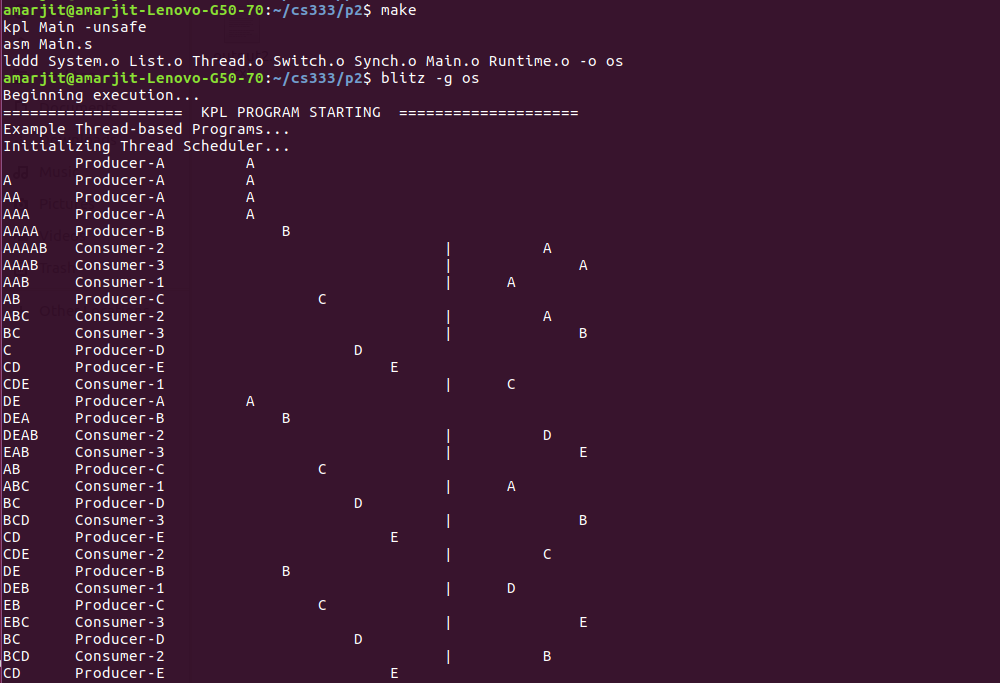 amarjit@amarjit-Lenovo-G50-70:~/cs333/p2$ make
kpl Main -unsafe
asm Main.s
lddd System.o List.o Thread.o Switch.o Synch.o Main.o Runtime.o -o os
amarjit@amarjit-Lenovo-G50-70:~/cs333/p2$ blitz -g os
Beginning execution...
==================== KPL PROGRAM STARTING ====================
Example Thread-based Programs...
Initializing Thread Scheduler...
        Producer-A         A
A       Producer-A         A
AA      Producer-A         A
AAA     Producer-A         A
AAAA    Producer-B             B
AAAAB   Consumer-2                               |          A
AAAB    Consumer-3                               |              A
AAB     Consumer-1                               |      A
AB      Producer-C                 C
ABC     Consumer-2                               |          A
BC      Consumer-3                               |              B
C       Producer-D                     D
CD      Producer-E                         E
CDE     Consumer-1                               |      C
DE      Producer-A         A
DEA     Producer-B             B
DEAB    Consumer-2                               |          D
EAB     Consumer-3                               |              E
AB      Producer-C                 C
ABC     Consumer-1                               |      A
BC      Producer-D                     D
BCD     Consumer-3                               |              B
CD      Producer-E                         E
CDE     Consumer-2                               |          C
DE      Producer-B             B
DEB     Consumer-1                               |      D
EB      Producer-C                 C
EBC     Consumer-3                               |              E
BC      Producer-D                     D
BCD     Consumer-2                               |          B
CD      Producer-E                         E